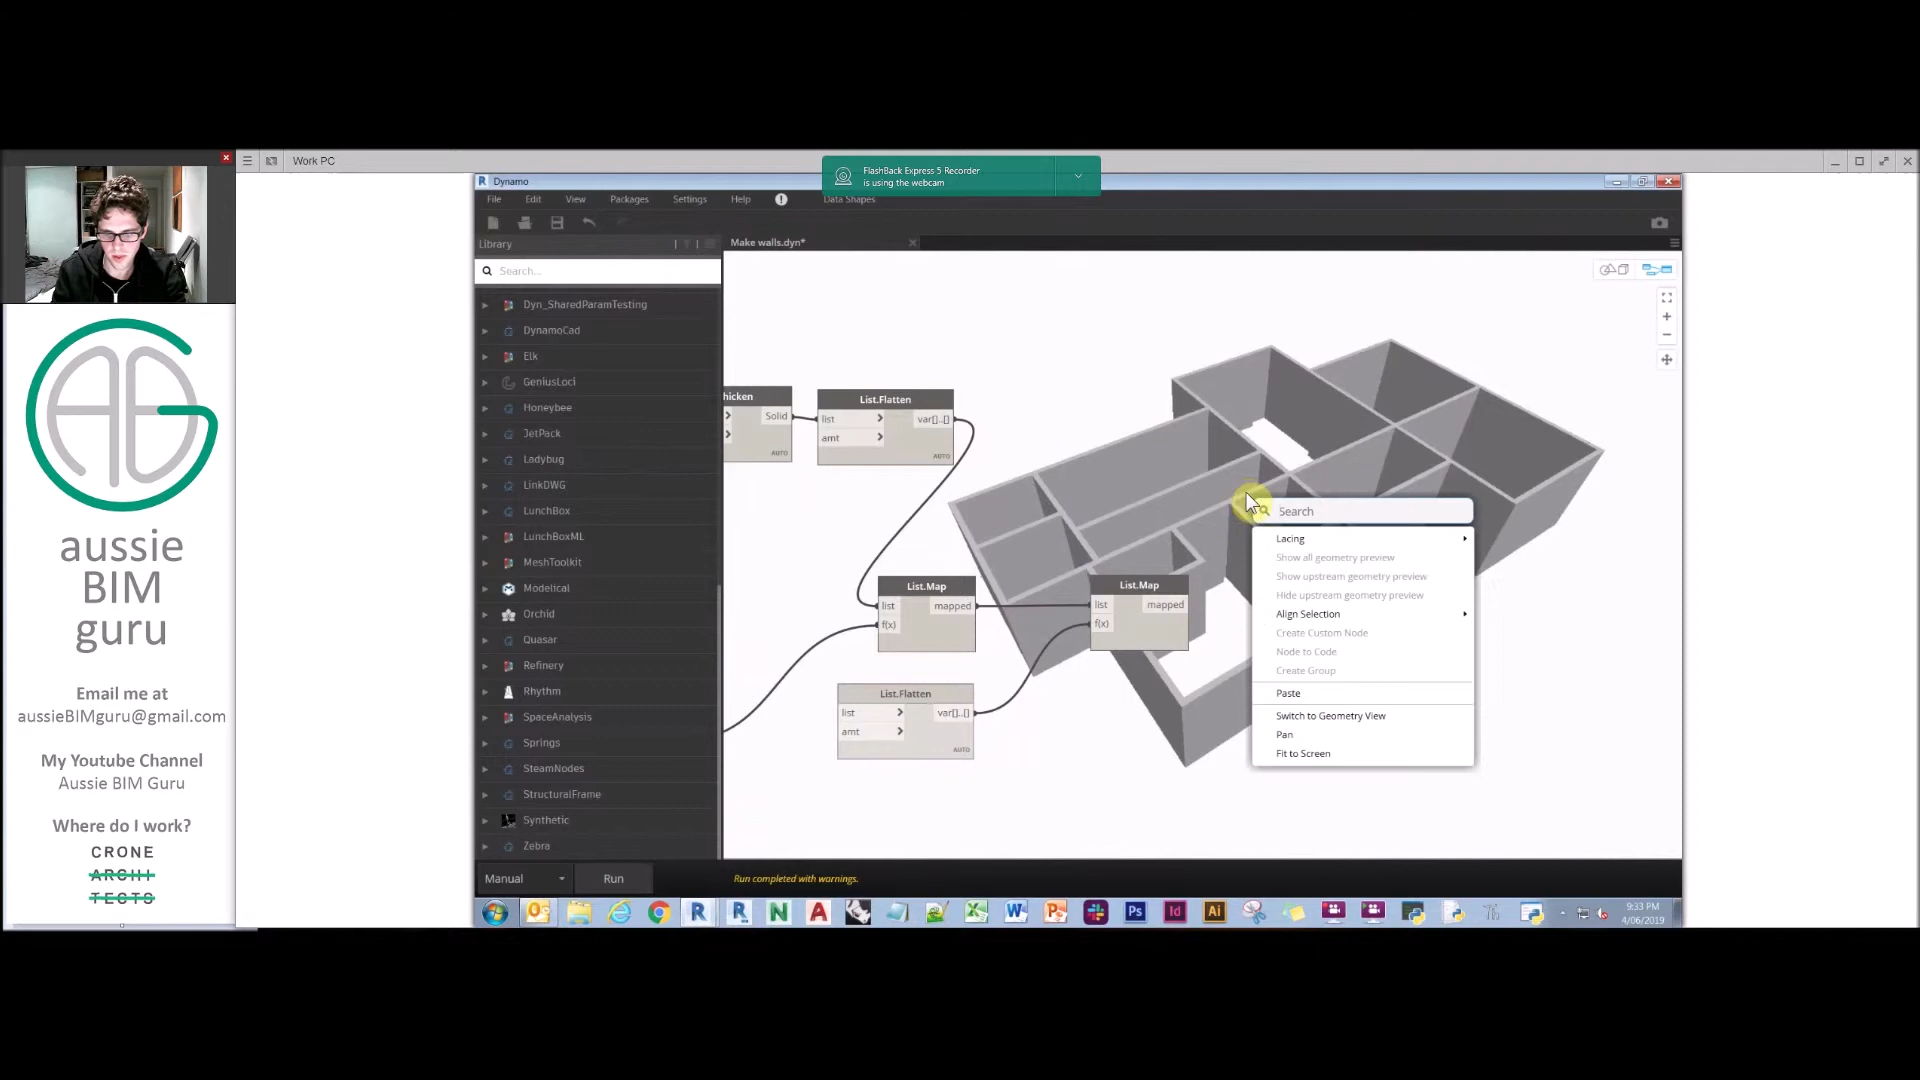 Work PC
FlashBack Express 5 Recorder
is using the webcam
Dynamo
File Edit View Packages Settings Help Data Shapes
Library
Make walls.dyn*
Search...
Dyn_SharedParamTesting
DynamoCad
Elk
GeniusLoci
Honeybee
JetPack
Ladybug
LinkDWG
LunchBox
LunchBoxML
MeshToolkit
Modelical
Orchid
Quasar
Refinery
Rhythm
SpaceAnalysis
Springs
SteamNodes
StructuralFrame
Synthetic
Zebra
hicken
Solid
AUTO
List.Flatten
list var[]..[]
amt
AUTO
List.Map
list mapped
f(x)
List.Map
list mapped
f(x)
List.Flatten
list var[]..[]
amt
AUTO
Search
Lacing
Show all geometry preview
Show upstream geometry preview
Hide upstream geometry preview
Align Selection
Create Custom Node
Node to Code
Create Group
Paste
Switch to Geometry View
Pan
Fit to Screen
Manual Run Run completed with warnings.
9:33 PM
4/06/2019
aussie
BIM
guru
Email me at
aussieBIMguru@gmail.com
My Youtube Channel
Aussie BIM Guru
Where do I work?
CRONE
ARCHI
TECTS